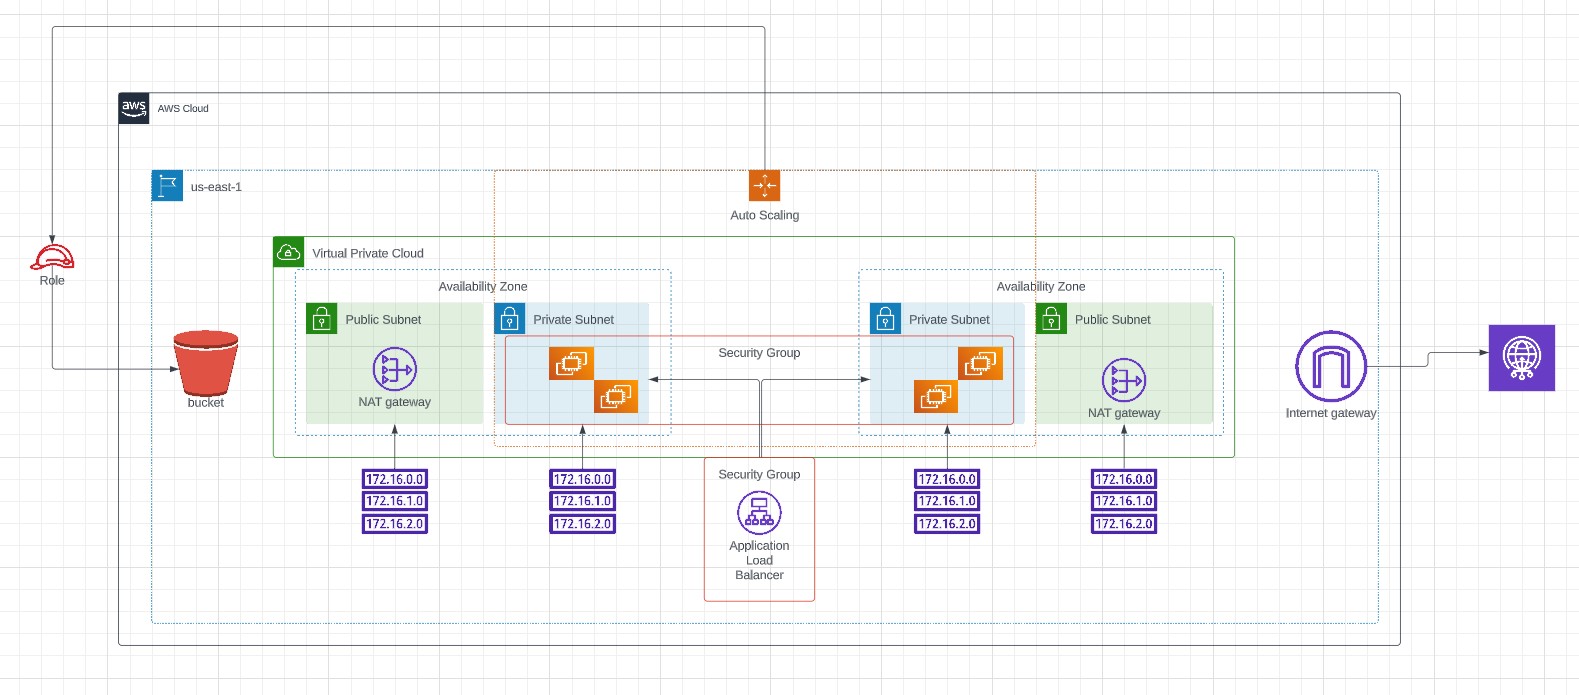 aws
AWS Cloud
us-east-1
Auto Scaling
Virtual Private Cloud
Role
Availability Zone
Availability Zone
Public Subnet
Private Subnet
Private Subnet
Public Subnet
Security Group
bucket
NAT gateway
NAT gateway
Internet gateway
172.16.0.0
172.16.1.0
172.16.2.0
172.16.0.0
172.16.1.0
172.16.2.0
Security Group
Application
Load
Balancer
172.16.0.0
172.16.1.0
172.16.2.0
172.16.0.0
172.16.1.0
172.16.2.0